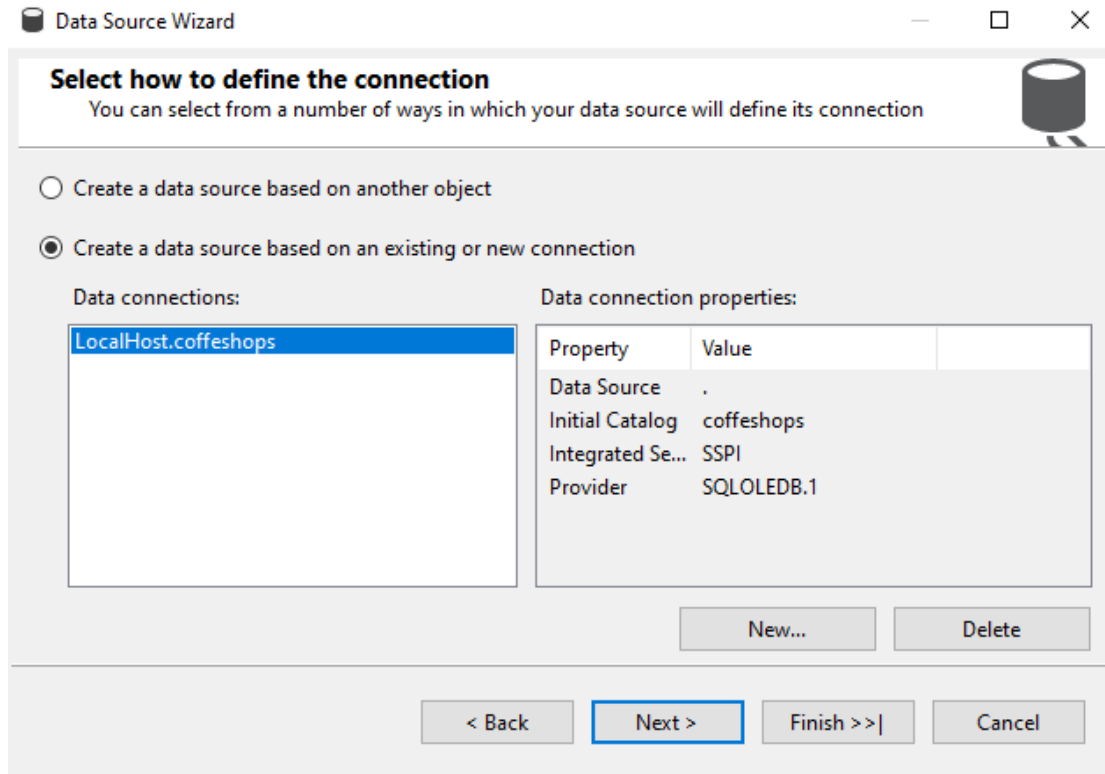 Data Source Wizard
Select how to define the connection
You can select from a number of ways in which your data source will define its connection
Create a data source based on another object
Create a data source based on an existing or new connection
Data connections:
Data connection properties:
LocalHost.coffeshops
Property Value
Data Source .
Initial Catalog coffeshops
Integrated Se... SSPI
Provider SQLOLEDB.1
New... Delete
< Back Next > Finish >>| Cancel